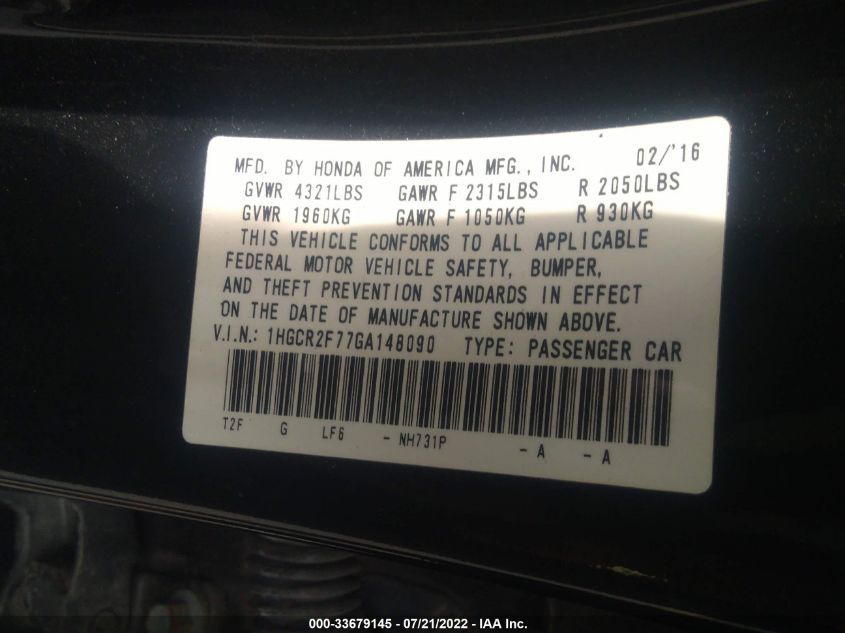 MFD. BY HONDA OF AMERICA MFG., INC. 02/'16
GVWR 4321LBS GAWR F 2315LBS R 2050LBS
GVWR 1960KG GAWR F 1050KG R 930KG
THIS VEHICLE CONFORMS TO ALL APPLICABLE
FEDERAL MOTOR VEHICLE SAFETY, BUMPER,
AND THEFT PREVENTION STANDARDS IN EFFECT
ON THE DATE OF MANUFACTURE SHOWN ABOVE.
V.I.N.: 1HGCR2F77GA148090 TYPE: PASSENGER CAR
T2F G LF6 - NH731P - A - A
000-33679145 - 07/21/2022 - IAA Inc.